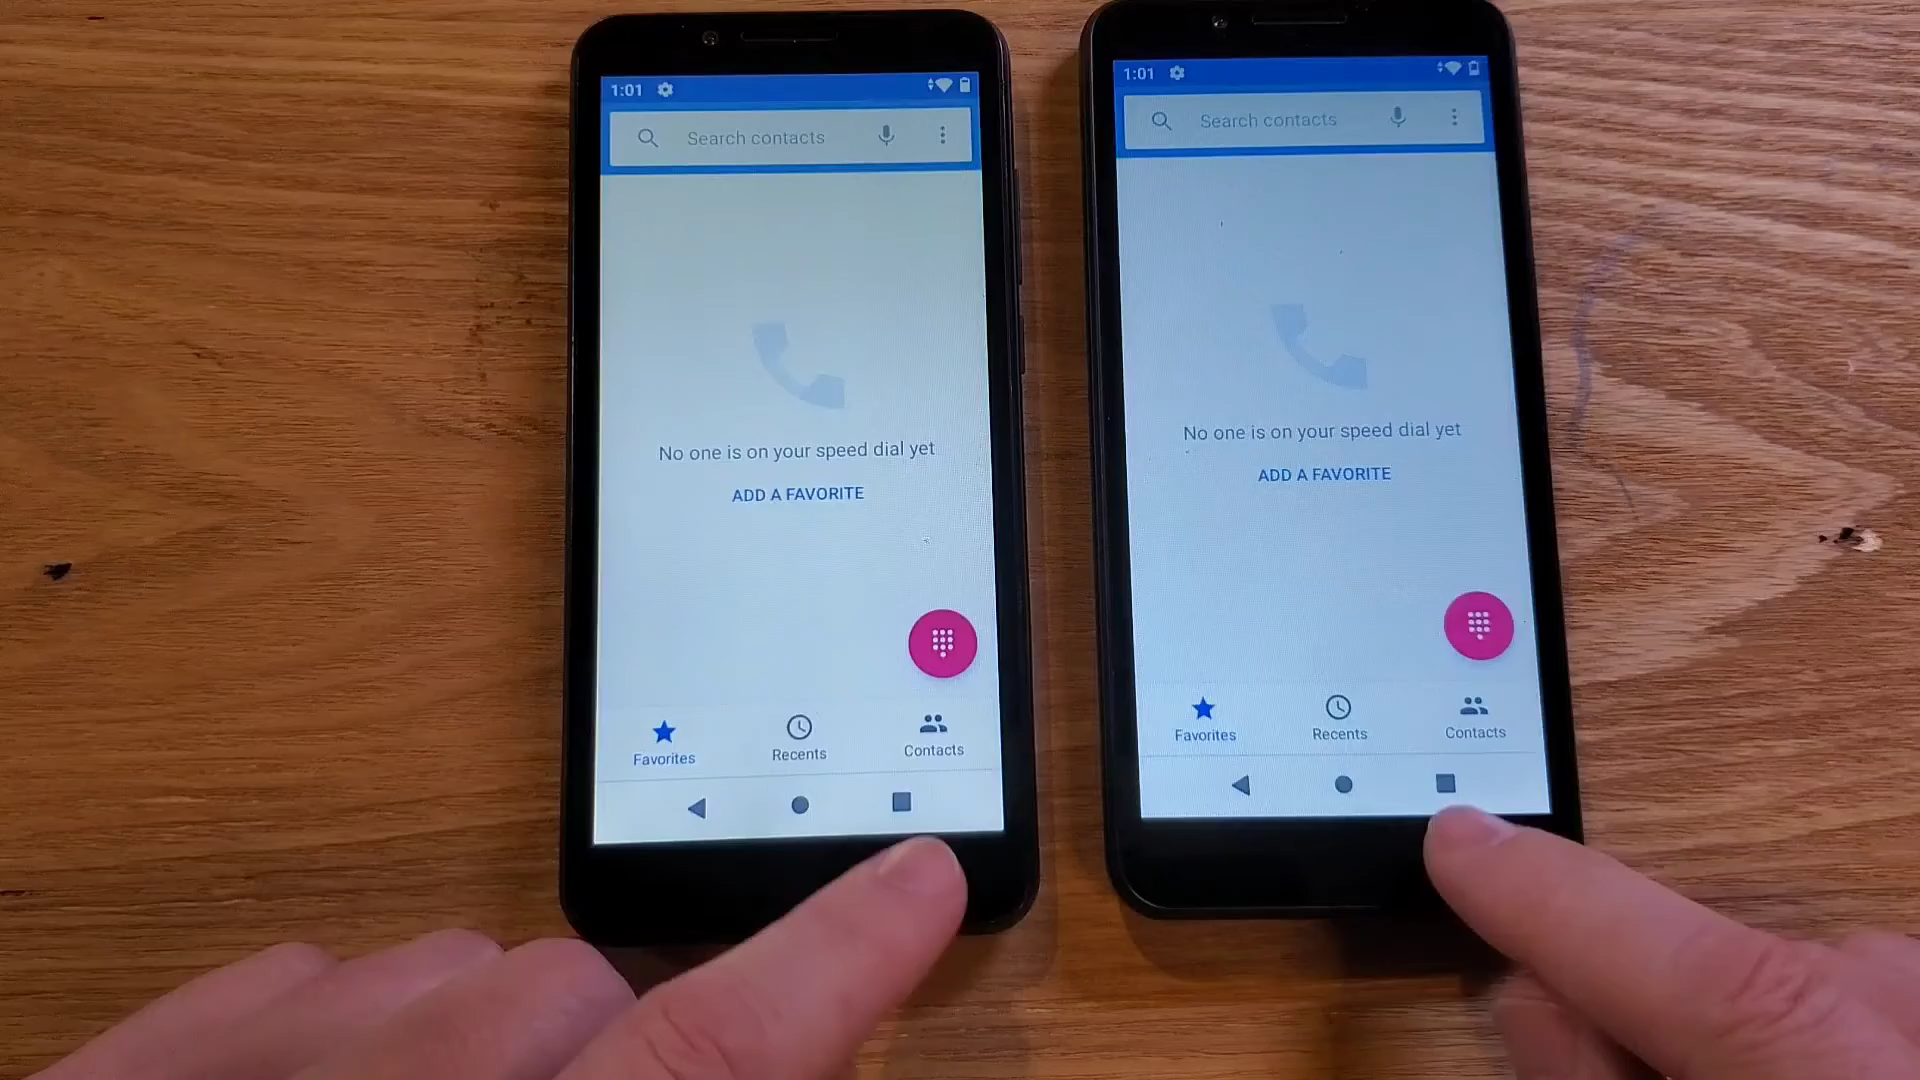 1:01
Search contacts
No one is on your speed dial yet
ADD A FAVORITE
Favorites
Recents
Contacts
1:01
Search contacts
No one is on your speed dial yet
ADD A FAVORITE
Favorites
Recents
Contacts